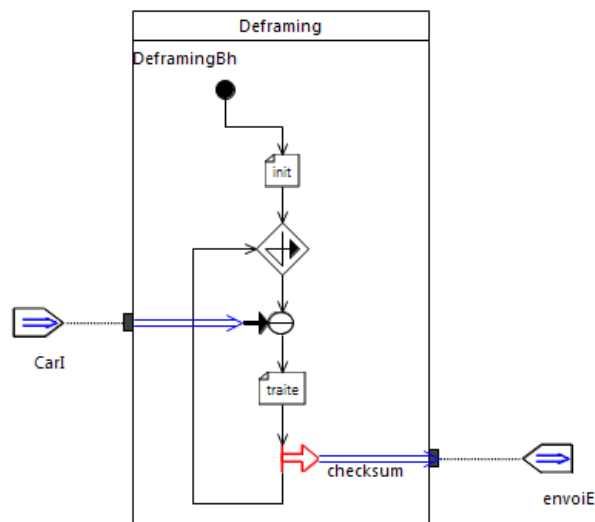 Deframing
DeframingBh
init
CarI
traite
checksum
envoiE